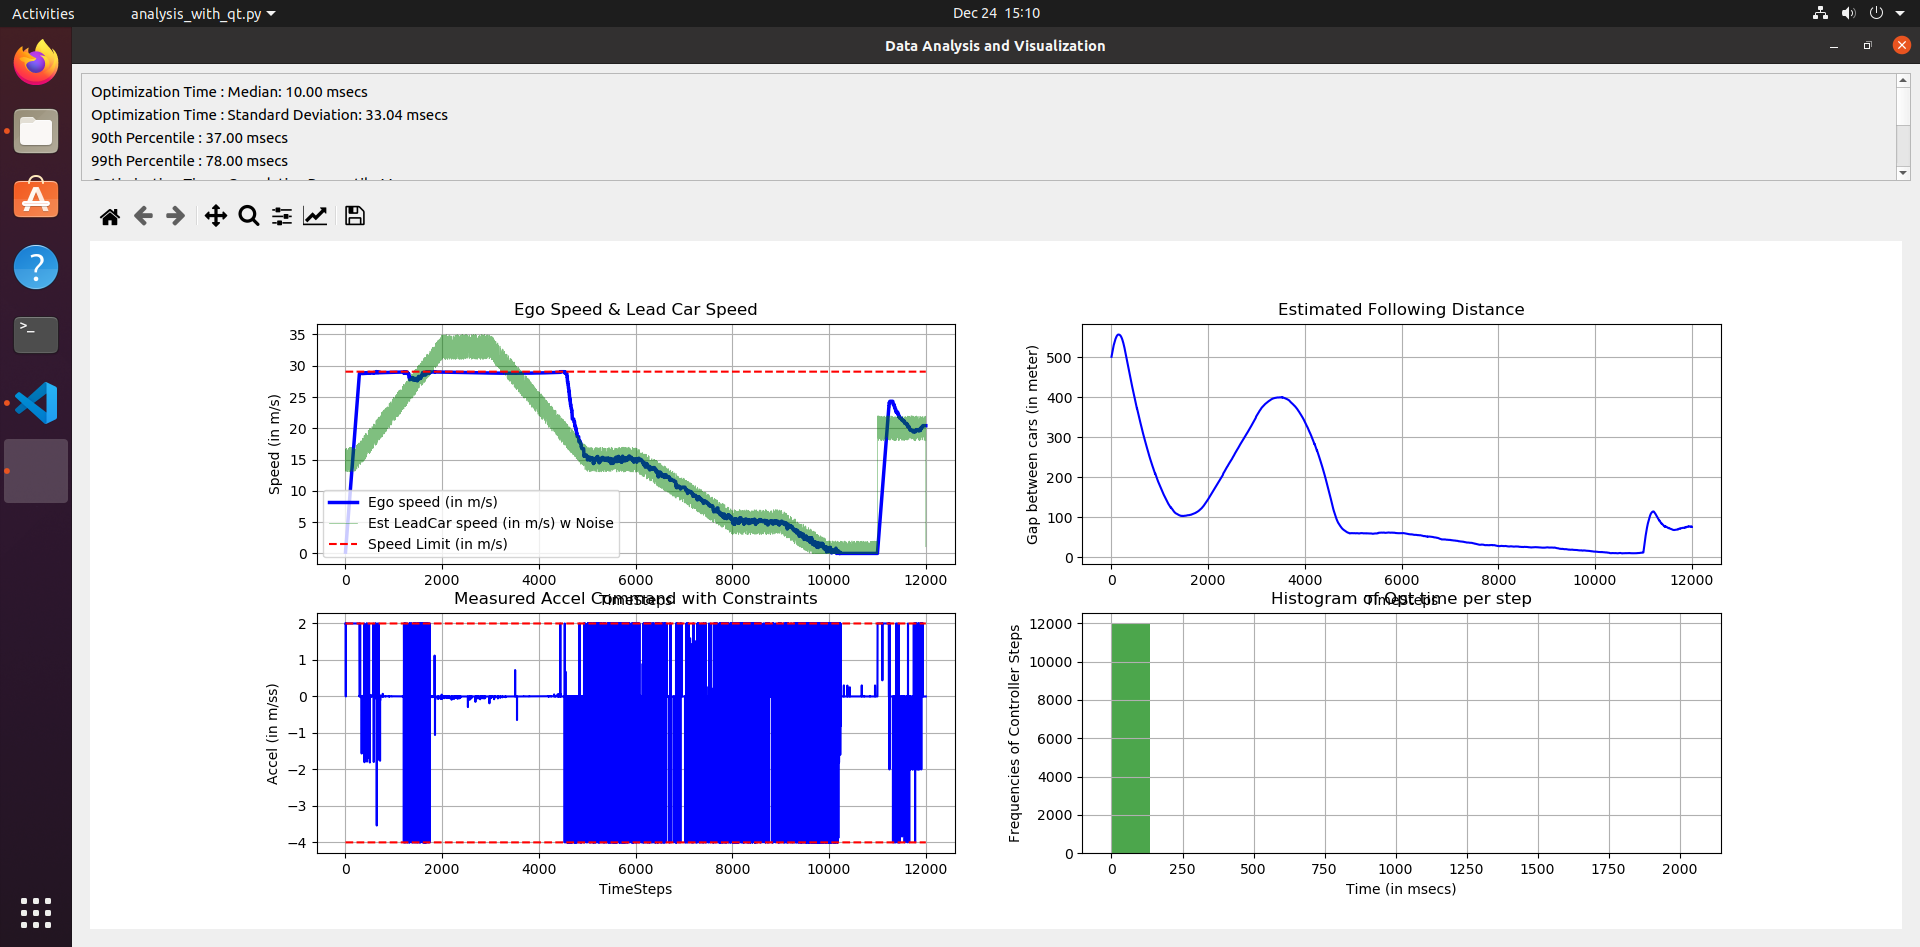 Activities
analysis_with_qt.py
Dec 24 15:10
Data Analysis and Visualization
Optimization Time : Median: 10.00 msecs
Optimization Time : Standard Deviation: 33.04 msecs
90th Percentile : 37.00 msecs
99th Percentile : 78.00 msecs
Ego Speed & Lead Car Speed
35
30
25
20
15
10
5
0
Speed (in m/s)
Ego speed (in m/s)
Est LeadCar speed (in m/s) w Noise
Speed Limit (in m/s)
0 2000 4000 6000 8000 10000 12000
TimeSteps
Estimated Following Distance
500
400
300
200
100
0
Gap between cars (in meter)
0 2000 4000 6000 8000 10000 12000
TimeSteps
Measured Accel Command with Constraints
2
1
0
−1
−2
−3
−4
Accel (in m/ss)
0 2000 4000 6000 8000 10000 12000
TimeSteps
Histogram of Opt time per step
12000
10000
8000
6000
4000
2000
0
Frequencies of Controller Steps
0 250 500 750 1000 1250 1500 1750 2000
Time (in msecs)